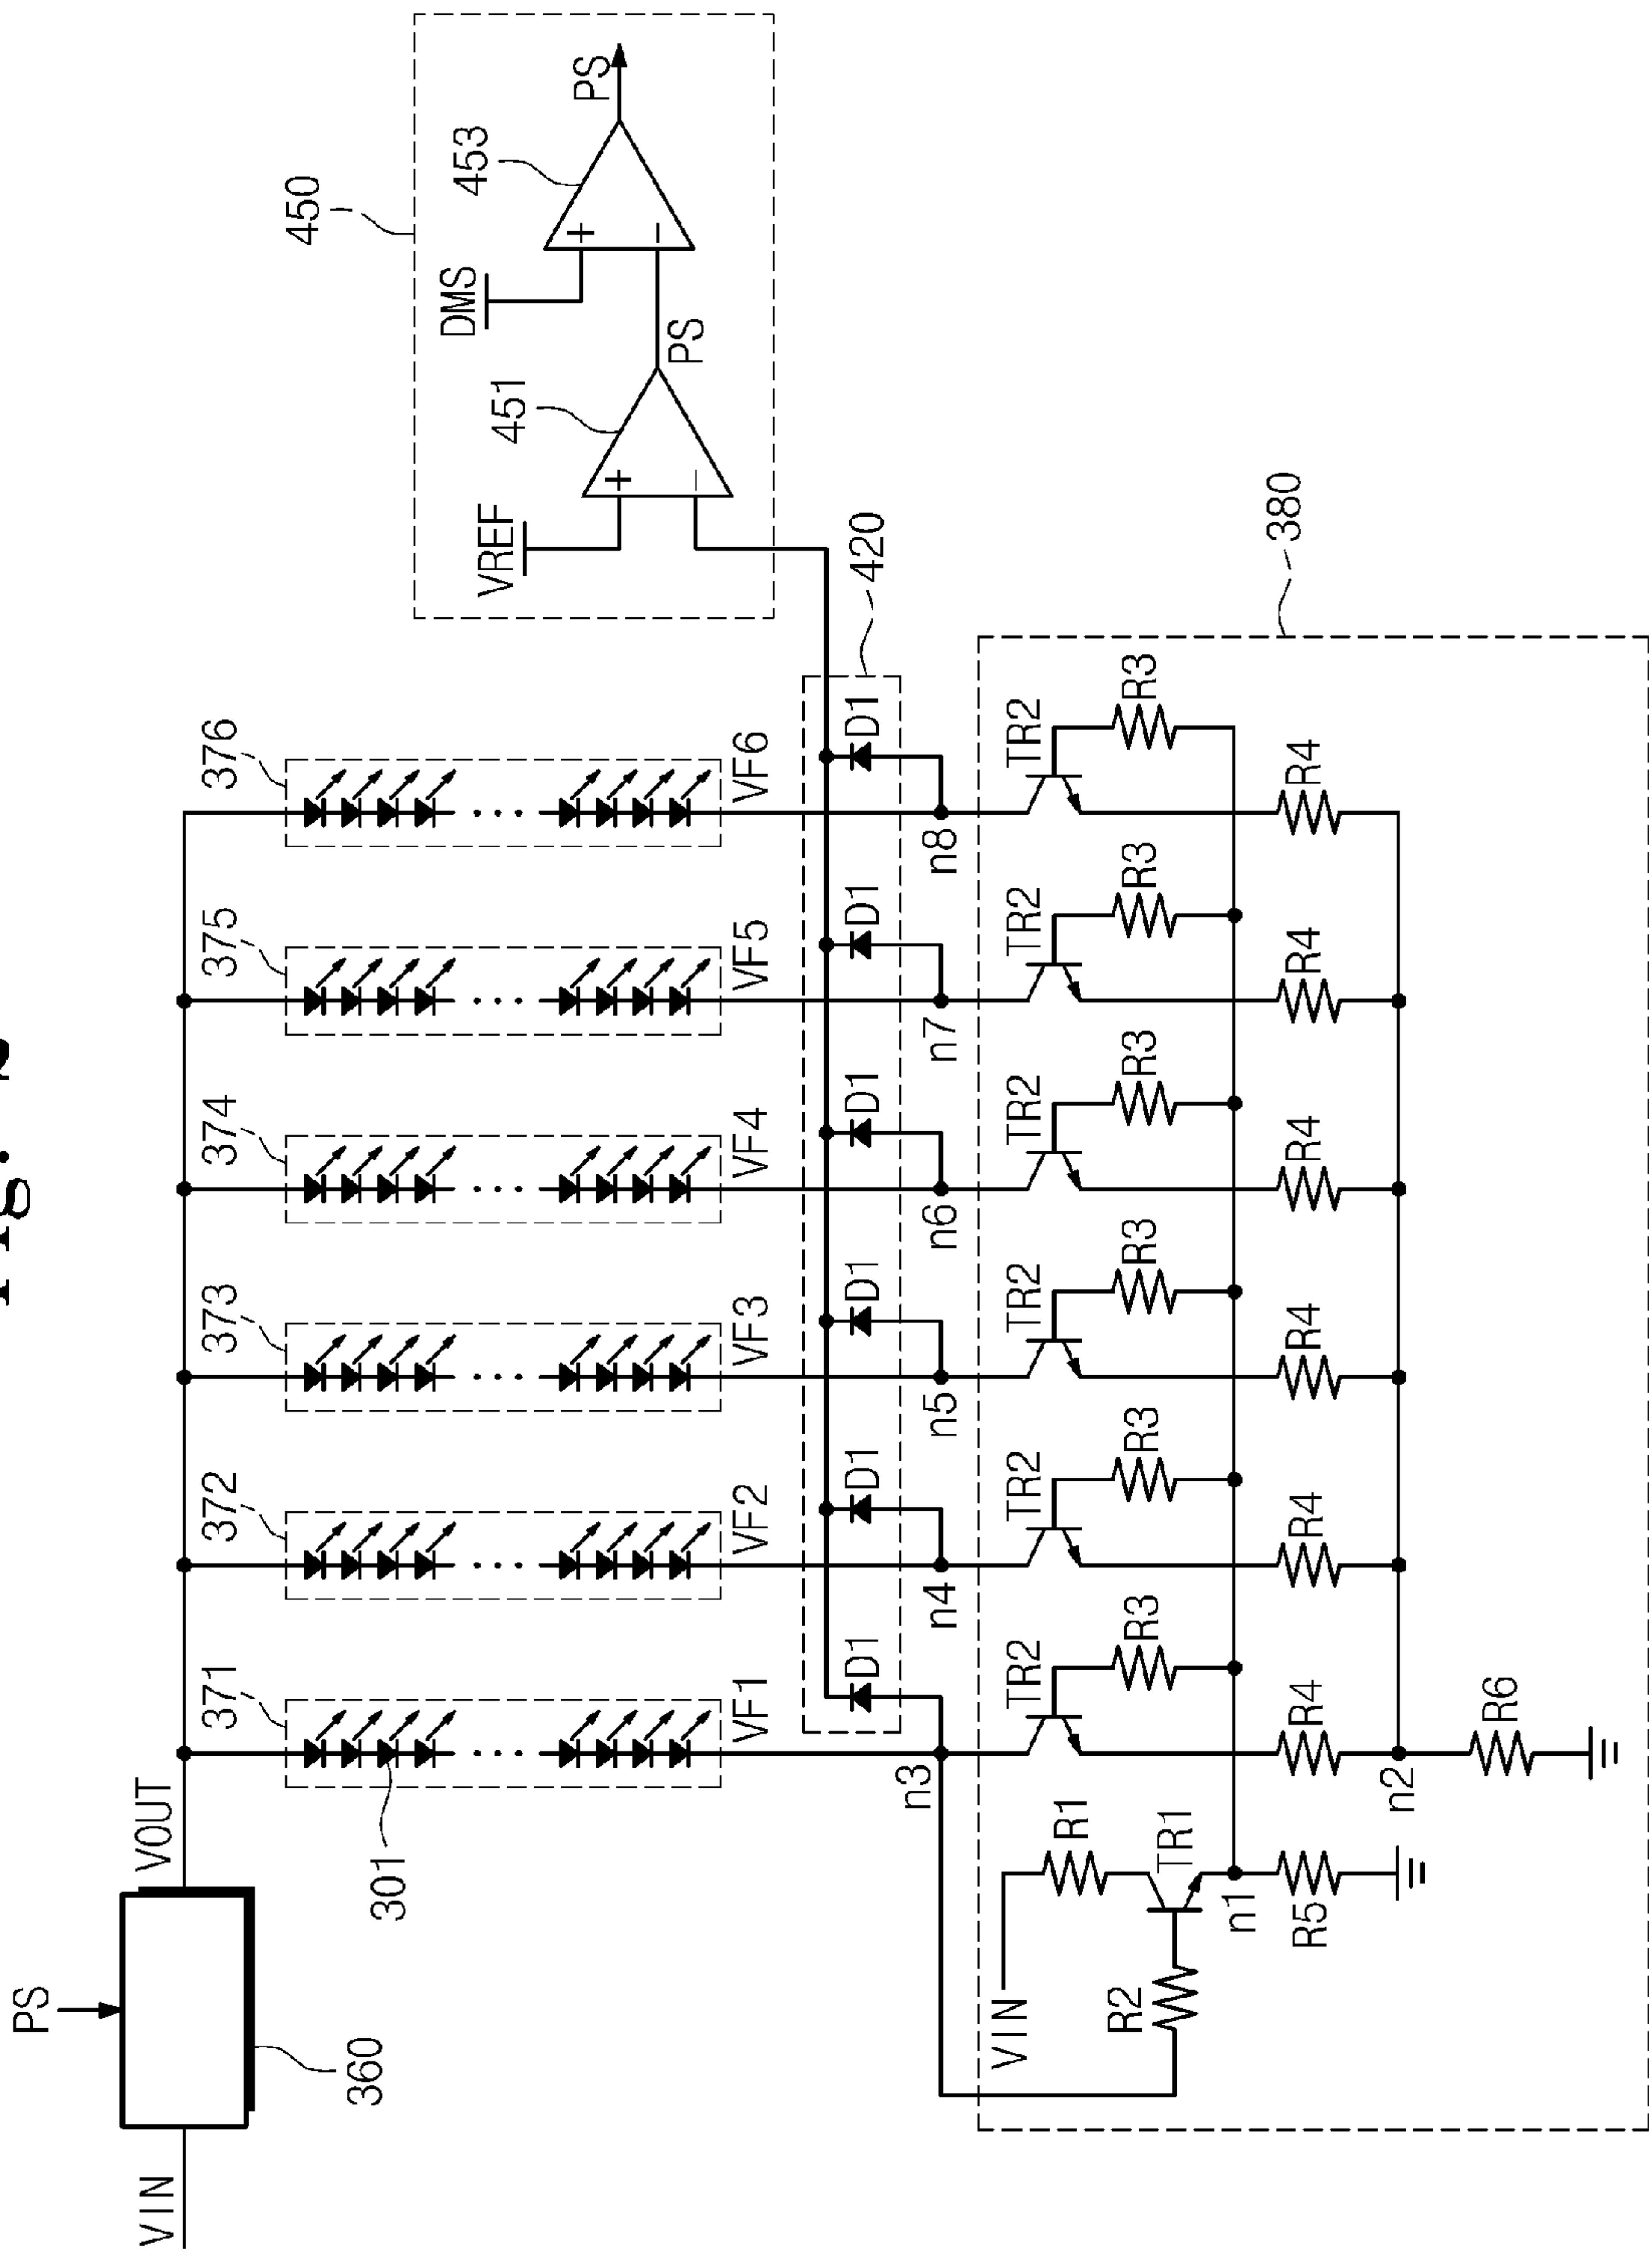 PS
VIN
VOUT
360
371
372
373
374
375
376
301
VF1
VF2
VF3
VF4
VF5
VF6
450
VREF
451
+
−
PS
DMS
453
+
−
PS
420
D1
D1
D1
D1
D1
D1
n3
n4
n5
n6
n7
n8
380
VIN
R1
R2
TR1
n1
R5
TR2
TR2
TR2
TR2
TR2
TR2
R3
R3
R3
R3
R3
R3
R4
R4
R4
R4
R4
R4
n2
R6